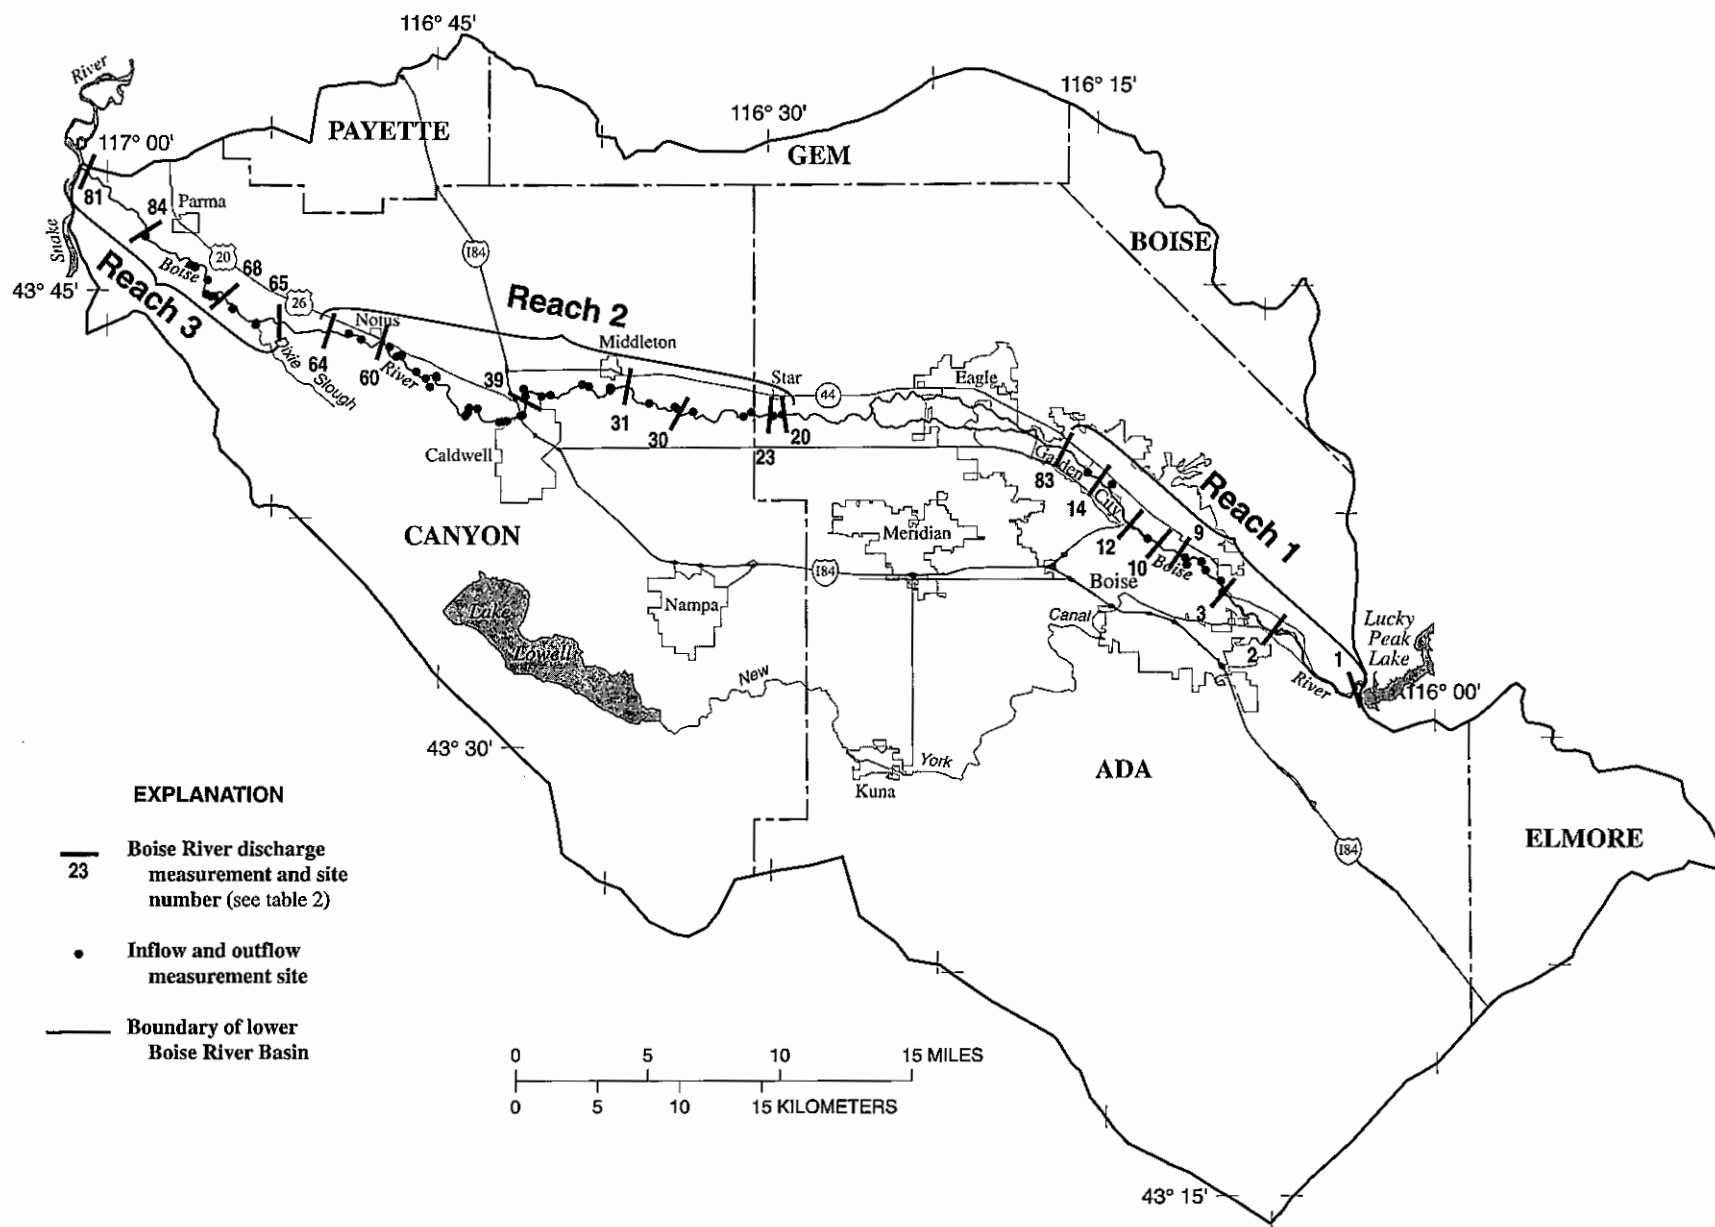 116° 45'
River
116° 15'
116° 30'
117° 00'
PAYETTE
GEM
81
84
Parma
Snake
BOISE
20
Boise
I84
68
65
43° 45'
Reach 3
26
Reach 2
Notus
Middleton
64
Dixie
Slough
60
River
39
Star
44
Eagle
31
30
20
23
Caldwell
Garden
City
83
14
Reach 1
9
CANYON
Meridian
12
10
Boise
I84
Boise
Lake
Lowell
Nampa
Canal
3
2
1
Lucky
Peak
Lake
River
116° 00'
New
43° 30'
York
Kuna
ADA
EXPLANATION
ELMORE
I84
23
Boise River discharge
measurement and site
number (see table 2)
Inflow and outflow
measurement site
Boundary of lower
Boise River Basin
0 5 10 15 MILES
0 5 10 15 KILOMETERS
43° 15'